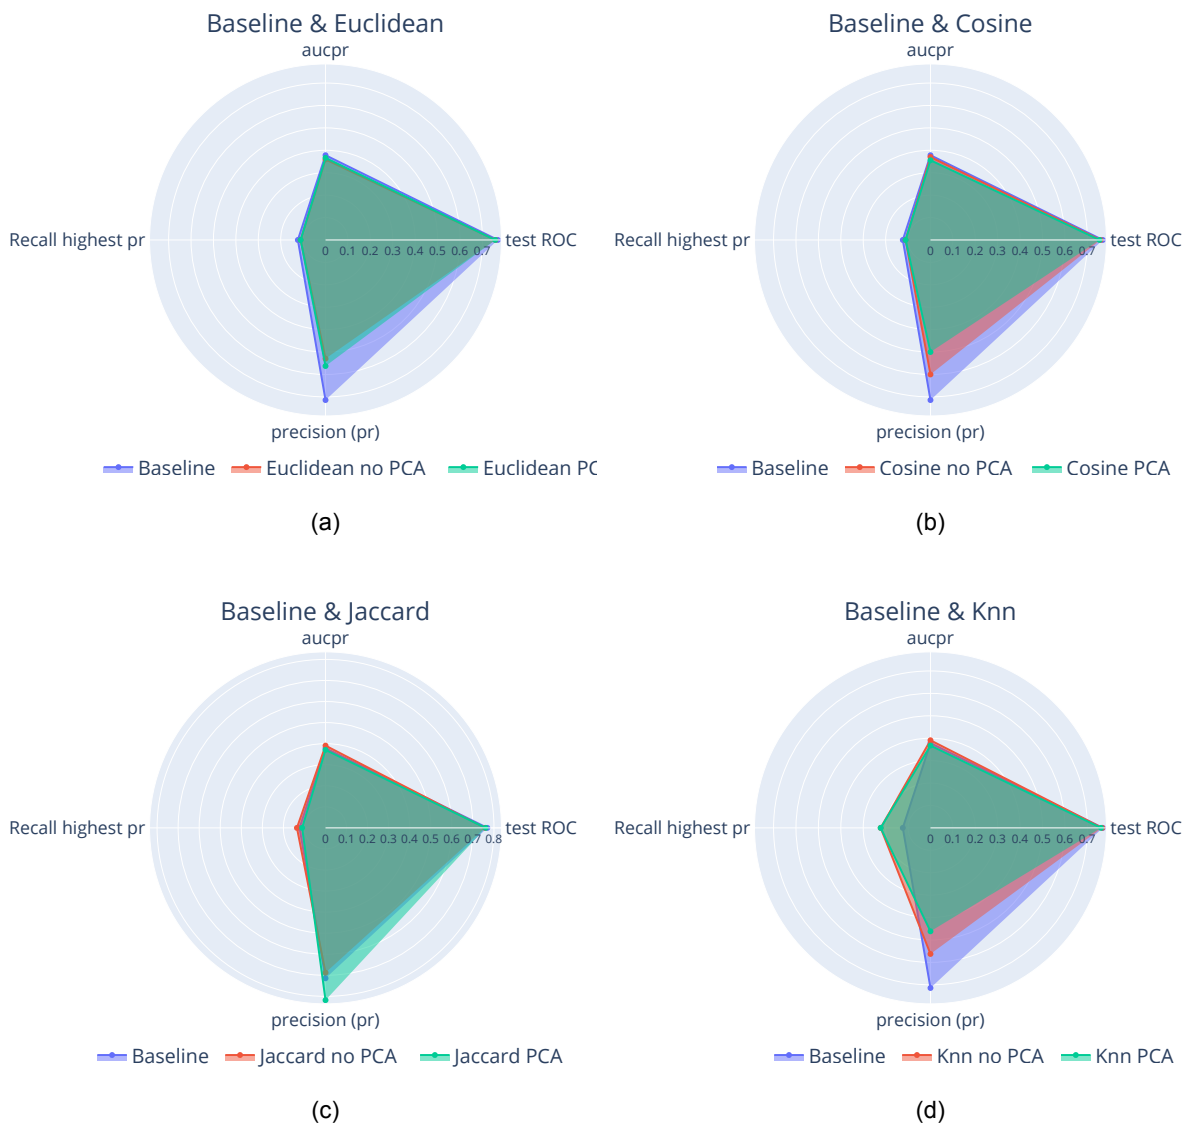 Baseline & Euclidean
aucpr
Recall highest pr
test ROC
0 0.1 0.2 0.3 0.4 0.5 0.6 0.7
precision (pr)
Baseline Euclidean no PCA Euclidean PC
(a)
Baseline & Cosine
aucpr
Recall highest pr
test ROC
0 0.1 0.2 0.3 0.4 0.5 0.6 0.7
precision (pr)
Baseline Cosine no PCA Cosine PCA
(b)
Baseline & Jaccard
aucpr
Recall highest pr
test ROC
0 0.1 0.2 0.3 0.4 0.5 0.6 0.7 0.8
precision (pr)
Baseline Jaccard no PCA Jaccard PCA
(c)
Baseline & Knn
aucpr
Recall highest pr
test ROC
0 0.1 0.2 0.3 0.4 0.5 0.6 0.7
precision (pr)
Baseline Knn no PCA Knn PCA
(d)